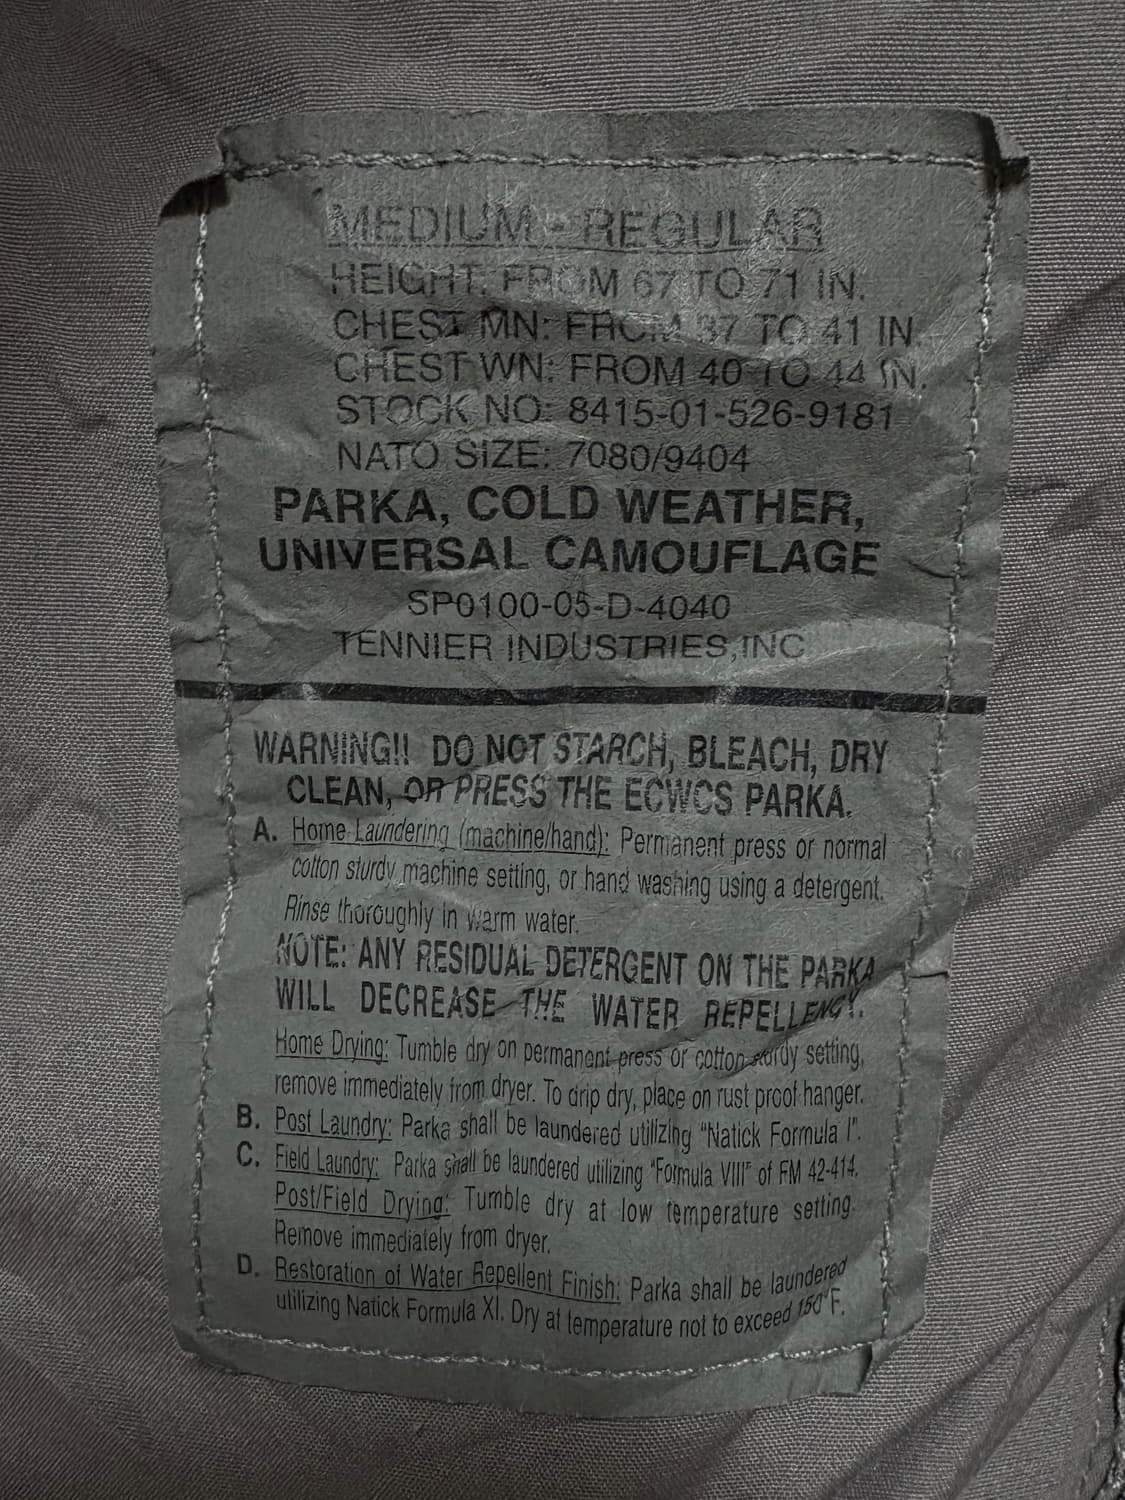 MEDIUM - REGULAR
HEIGHT: FROM 67 TO 71 IN.
CHEST MN: FROM 37 TO 41 IN.
CHEST WN: FROM 40 TO 44 IN.
STOCK NO: 8415-01-526-9181
NATO SIZE: 7080/9404
PARKA, COLD WEATHER,
UNIVERSAL CAMOUFLAGE
SP0100-05-D-4040
TENNIER INDUSTRIES,INC
WARNING!! DO NOT STARCH, BLEACH, DRY
CLEAN, OR PRESS THE ECWCS PARKA.
A. Home Laundering (machine/hand): Permanent press or normal
cotton sturdy machine setting, or hand washing using a detergent.
Rinse thoroughly in warm water.
NOTE: ANY RESIDUAL DETERGENT ON THE PARKA
WILL DECREASE THE WATER REPELLENCY.
Home Drying: Tumble dry on permanent press or cotton sturdy setting,
remove immediately from dryer. To drip dry, place on rust proof hanger.
B. Post Laundry: Parka shall be laundered utilizing "Natick Formula I".
C. Field Laundry: Parka shall be laundered utilizing "Formula VIII" of FM 42-414.
Post/Field Drying: Tumble dry at low temperature setting.
Remove immediately from dryer.
D. Restoration of Water Repellent Finish: Parka shall be laundered
utilizing Natick Formula XI. Dry at temperature not to exceed 150°F.